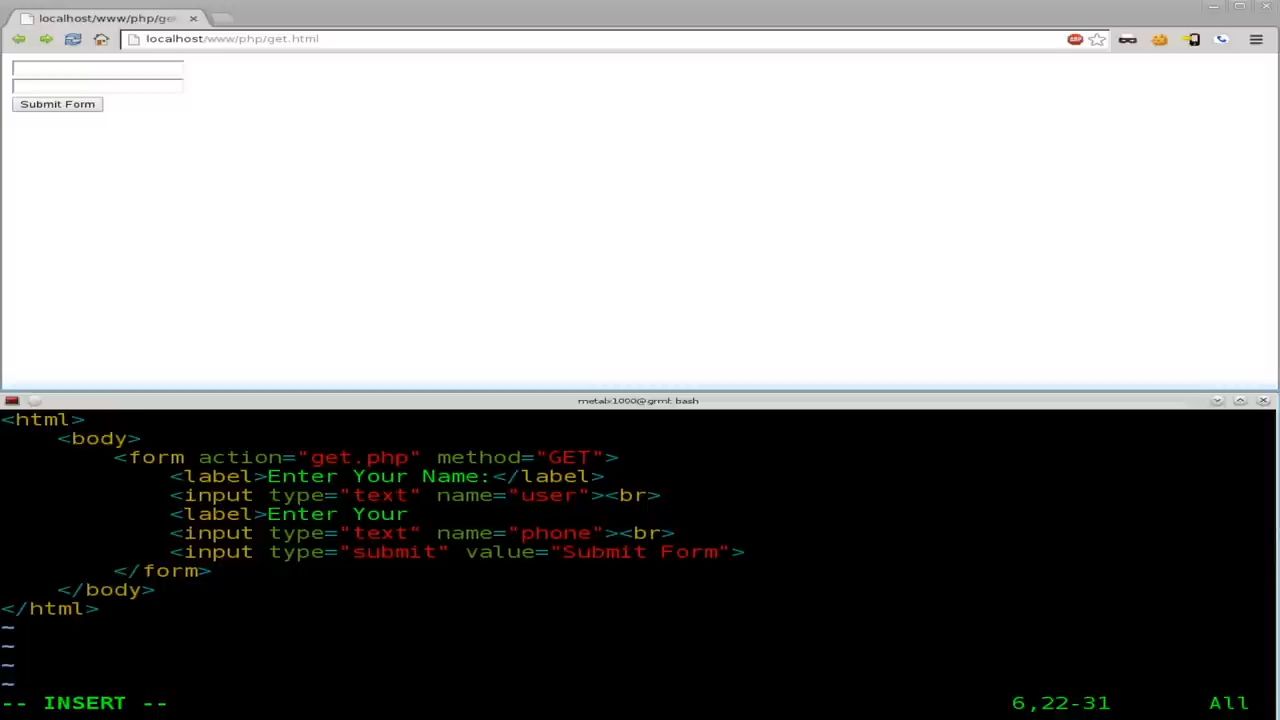 localhost/www/php/ge
localhost/www/php/get.html
ABP
Submit Form
metalx1000@grml: bash
<html>
<body>
<form action="get.php" method="GET">
<label>Enter Your Name:</label>
<input type="text" name="user"><br>
<label>Enter Your
<input type="text" name="phone"><br>
<input type="submit" value="Submit Form">
</form>
</body>
</html>
~
~
~
~
-- INSERT -- 6,22-31 All